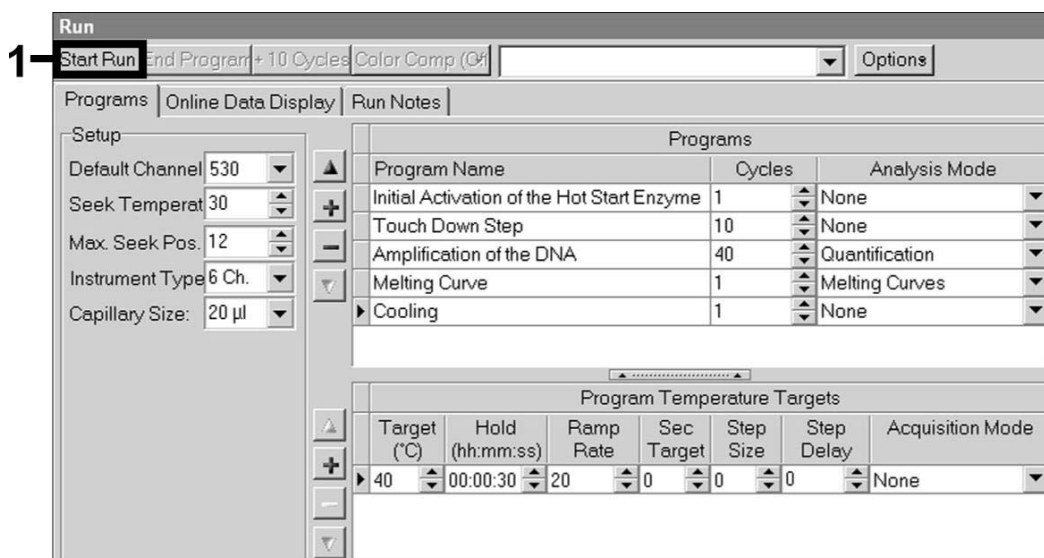 Run
1
Start Run End Program + 10 Cycles Color Comp (Off Options
Programs Online Data Display Run Notes
Setup
Default Channel 530
Seek Temperat 30
Max. Seek Pos. 12
Instrument Type 6 Ch.
Capillary Size: 20 µl
Programs
Program Name Cycles Analysis Mode
Initial Activation of the Hot Start Enzyme 1 None
Touch Down Step 10 None
Amplification of the DNA 40 Quantification
Melting Curve 1 Melting Curves
Cooling 1 None
Program Temperature Targets
Target (°C) Hold (hh:mm:ss) Ramp Rate Sec Target Step Size Step Delay Acquisition Mode
40 00:00:30 20 0 0 0 None